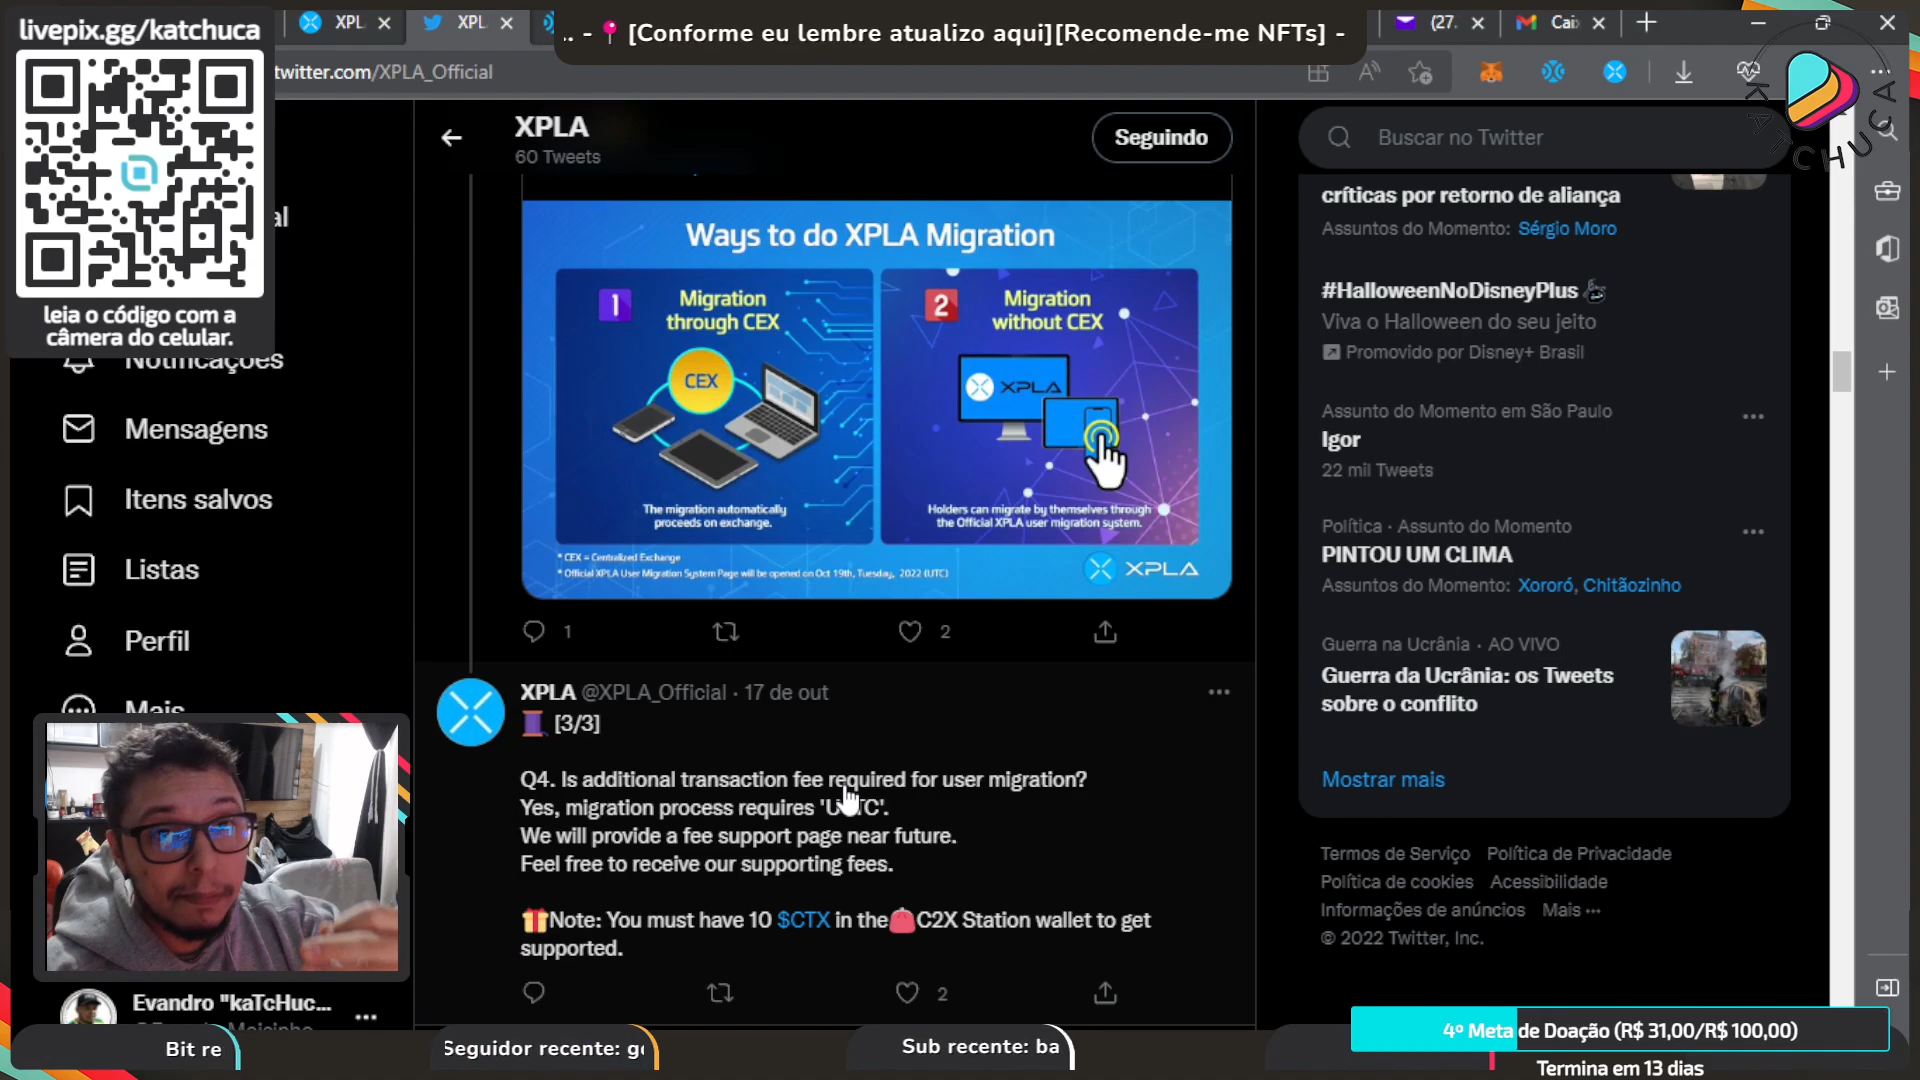 livepix.gg/katchuca
XPL
XPL
.. - [Conforme eu lembre atualizo aqui][Recomende-me NFTs] -
(27.
Cai
twitter.com/XPLA_Official
leia o código com a
câmera do celular.
XPLA
60 Tweets
Seguindo
Buscar no Twitter
KATCHUCA
Notificações
Mensagens
Itens salvos
Listas
Perfil
Mais
Ways to do XPLA Migration
1
Migration
through CEX
CEX
The migration automatically
proceeds on exchange.
2
Migration
without CEX
XPLA
Holders can migrate by themselves through
the Official XPLA user migration system.
* CEX = Centralized Exchange
* Official XPLA User Migration System Page will be opened on Oct 19th, Tuesday, 2022 (UTC)
XPLA
1
2
XPLA @XPLA_Official · 17 de out
[3/3]
Q4. Is additional transaction fee required for user migration?
Yes, migration process requires
We will provide a fee support page near future.
Feel free to receive our supporting fees.
Note: You must have 10 $CTX in the C2X Station wallet to get
supported.
2
críticas por retorno de aliança
Assuntos do Momento: Sérgio Moro
#HalloweenNoDisneyPlus
Viva o Halloween do seu jeito
Promovido por Disney+ Brasil
Assunto do Momento em São Paulo
Igor
22 mil Tweets
Política · Assunto do Momento
PINTOU UM CLIMA
Assuntos do Momento: Xororó, Chitãozinho
Guerra na Ucrânia · AO VIVO
Guerra da Ucrânia: os Tweets
sobre o conflito
Mostrar mais
Termos de Serviço Política de Privacidade
Política de cookies Acessibilidade
Informações de anúncios Mais
© 2022 Twitter, Inc.
Evandro "kaTcHuc...
Bit re
Seguidor recente: g
Sub recente: ba
4º Meta de Doação (R$ 31,00/R$ 100,00)
Termina em 13 dias